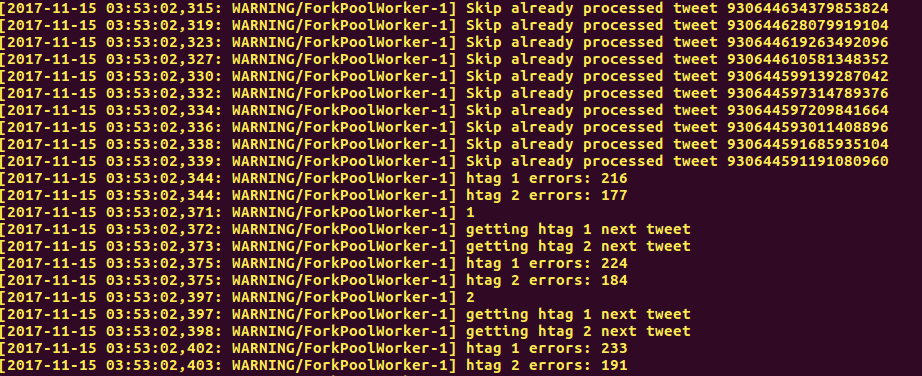 [2017-11-15 03:53:02,315: WARNING/ForkPoolWorker-1] Skip already processed tweet 930644634379853824
[2017-11-15 03:53:02,319: WARNING/ForkPoolWorker-1] Skip already processed tweet 930644628079919104
[2017-11-15 03:53:02,323: WARNING/ForkPoolWorker-1] Skip already processed tweet 930644619263492096
[2017-11-15 03:53:02,327: WARNING/ForkPoolWorker-1] Skip already processed tweet 930644610581348352
[2017-11-15 03:53:02,330: WARNING/ForkPoolWorker-1] Skip already processed tweet 930644599139287042
[2017-11-15 03:53:02,332: WARNING/ForkPoolWorker-1] Skip already processed tweet 930644597314789376
[2017-11-15 03:53:02,334: WARNING/ForkPoolWorker-1] Skip already processed tweet 930644597209841664
[2017-11-15 03:53:02,336: WARNING/ForkPoolWorker-1] Skip already processed tweet 930644593011408896
[2017-11-15 03:53:02,338: WARNING/ForkPoolWorker-1] Skip already processed tweet 930644591685935104
[2017-11-15 03:53:02,339: WARNING/ForkPoolWorker-1] Skip already processed tweet 930644591191080960
[2017-11-15 03:53:02,344: WARNING/ForkPoolWorker-1] htag 1 errors: 216
[2017-11-15 03:53:02,344: WARNING/ForkPoolWorker-1] htag 2 errors: 177
[2017-11-15 03:53:02,371: WARNING/ForkPoolWorker-1] 1
[2017-11-15 03:53:02,372: WARNING/ForkPoolWorker-1] getting htag 1 next tweet
[2017-11-15 03:53:02,373: WARNING/ForkPoolWorker-1] getting htag 2 next tweet
[2017-11-15 03:53:02,375: WARNING/ForkPoolWorker-1] htag 1 errors: 224
[2017-11-15 03:53:02,375: WARNING/ForkPoolWorker-1] htag 2 errors: 184
[2017-11-15 03:53:02,397: WARNING/ForkPoolWorker-1] 2
[2017-11-15 03:53:02,397: WARNING/ForkPoolWorker-1] getting htag 1 next tweet
[2017-11-15 03:53:02,398: WARNING/ForkPoolWorker-1] getting htag 2 next tweet
[2017-11-15 03:53:02,402: WARNING/ForkPoolWorker-1] htag 1 errors: 233
[2017-11-15 03:53:02,403: WARNING/ForkPoolWorker-1] htag 2 errors: 191